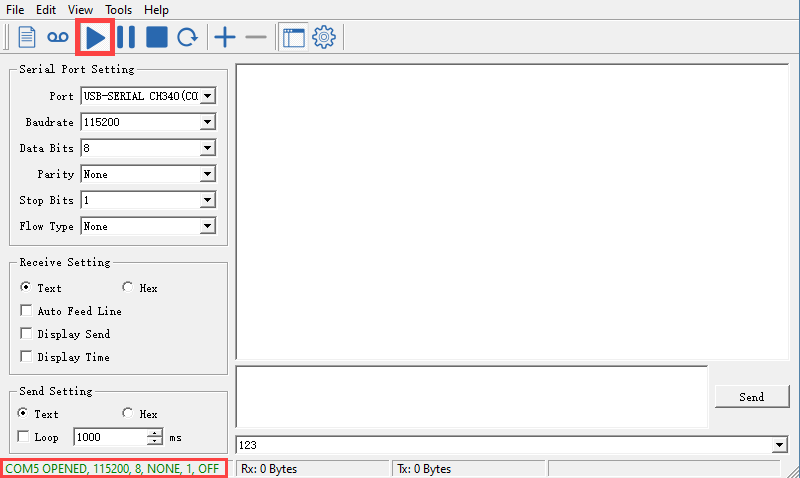 File Edit View Tools Help
Serial Port Setting
Port USB-SERIAL CH340(CO
Baudrate 115200
Data Bits 8
Parity None
Stop Bits 1
Flow Type None
Receive Setting
Text Hex
Auto Feed Line
Display Send
Display Time
Send Setting
Text Hex
Loop 1000 ms
Send
123
COM5 OPENED, 115200, 8, NONE, 1, OFF Rx: 0 Bytes Tx: 0 Bytes